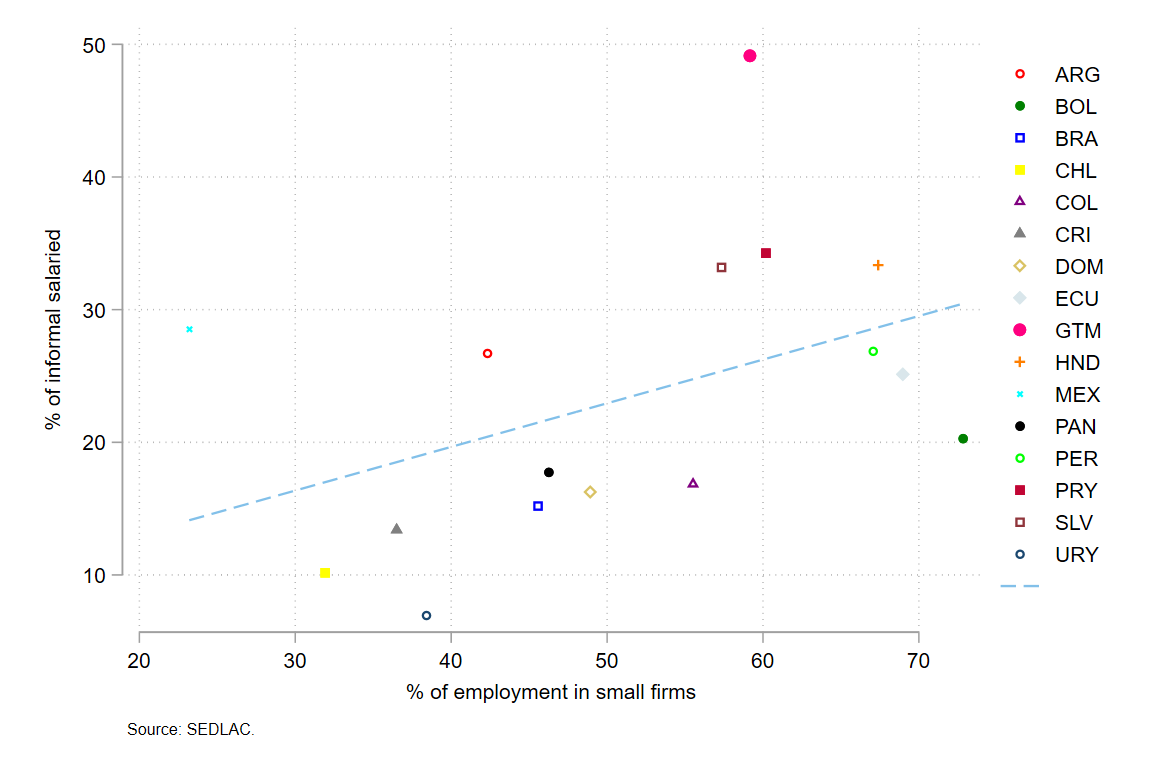 50
40
30
20
10
% of informal salaried
20 30 40 50 60 70
% of employment in small firms
ARG
BOL
BRA
CHL
COL
CRI
DOM
ECU
GTM
HND
MEX
PAN
PER
PRY
SLV
URY
Source: SEDLAC.